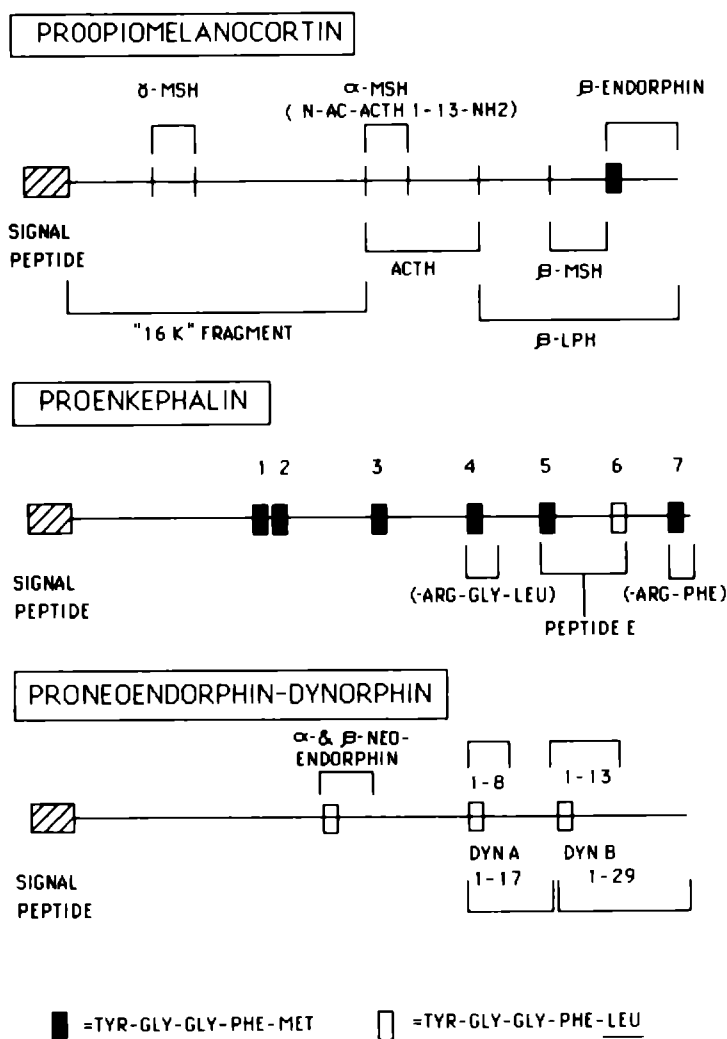 PROOPIOMELANOCORTIN
ɣ-MSH
α-MSH
( N-AC-ACTH 1-13-NH2)
β-ENDORPHIN
SIGNAL
PEPTIDE
ACTH
β-MSH
"16 K" FRAGMENT
β-LPH
PROENKEPHALIN
1 2 3 4 5 6 7
SIGNAL
PEPTIDE
(-ARG-GLY-LEU)
(-ARG-PHE)
PEPTIDE E
PRONEOENDORPHIN-DYNORPHIN
α-& β-NEO-
ENDORPHIN
1-8
1-13
SIGNAL
PEPTIDE
DYN A
1-17
DYN B
1-29
=TYR-GLY-GLY-PHE-MET
=TYR-GLY-GLY-PHE-LEU